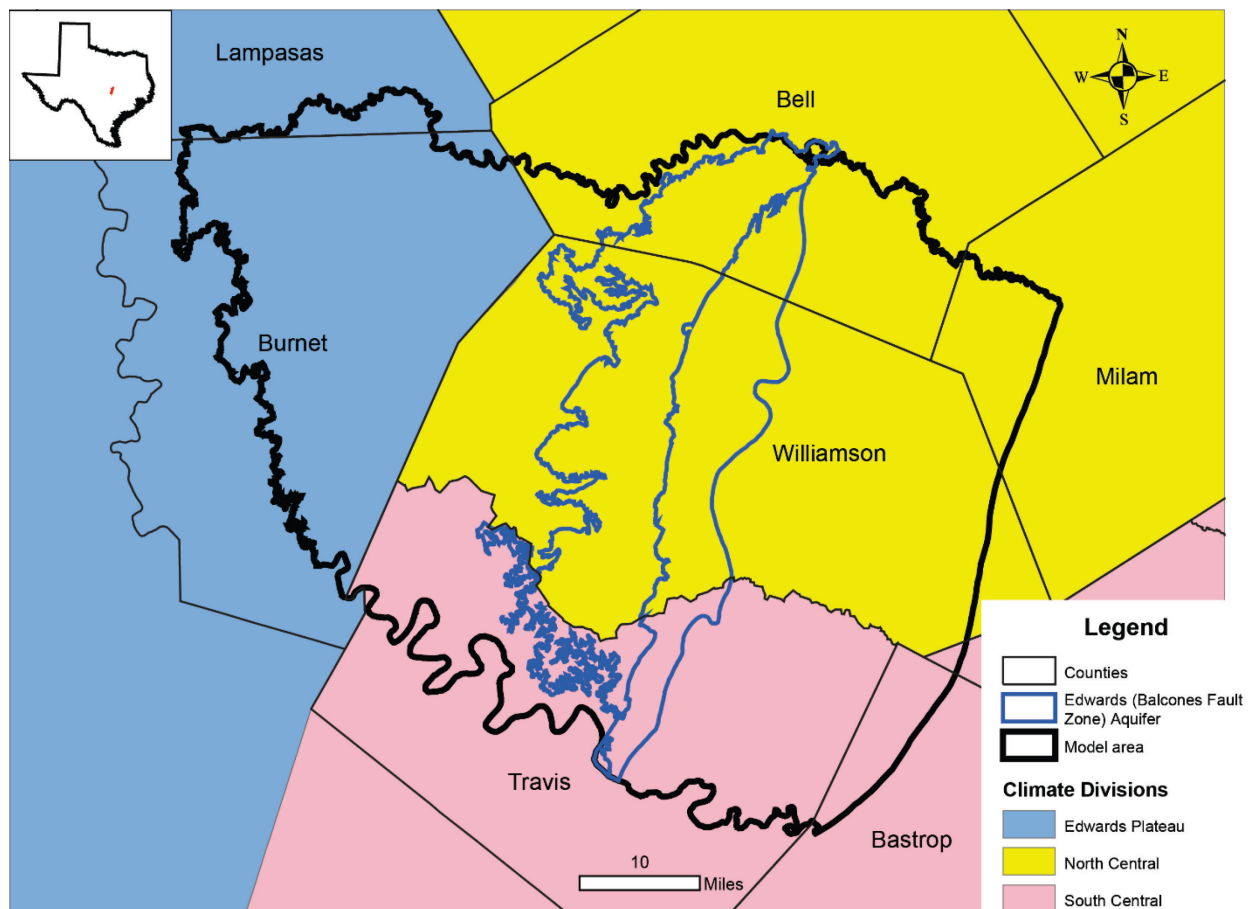 Lampasas
Bell
N
W E
S
Burnet
Milam
Williamson
Travis
Bastrop
10
Miles
Legend
Counties
Edwards (Balcones Fault
Zone) Aquifer
Model area
Climate Divisions
Edwards Plateau
North Central
South Central